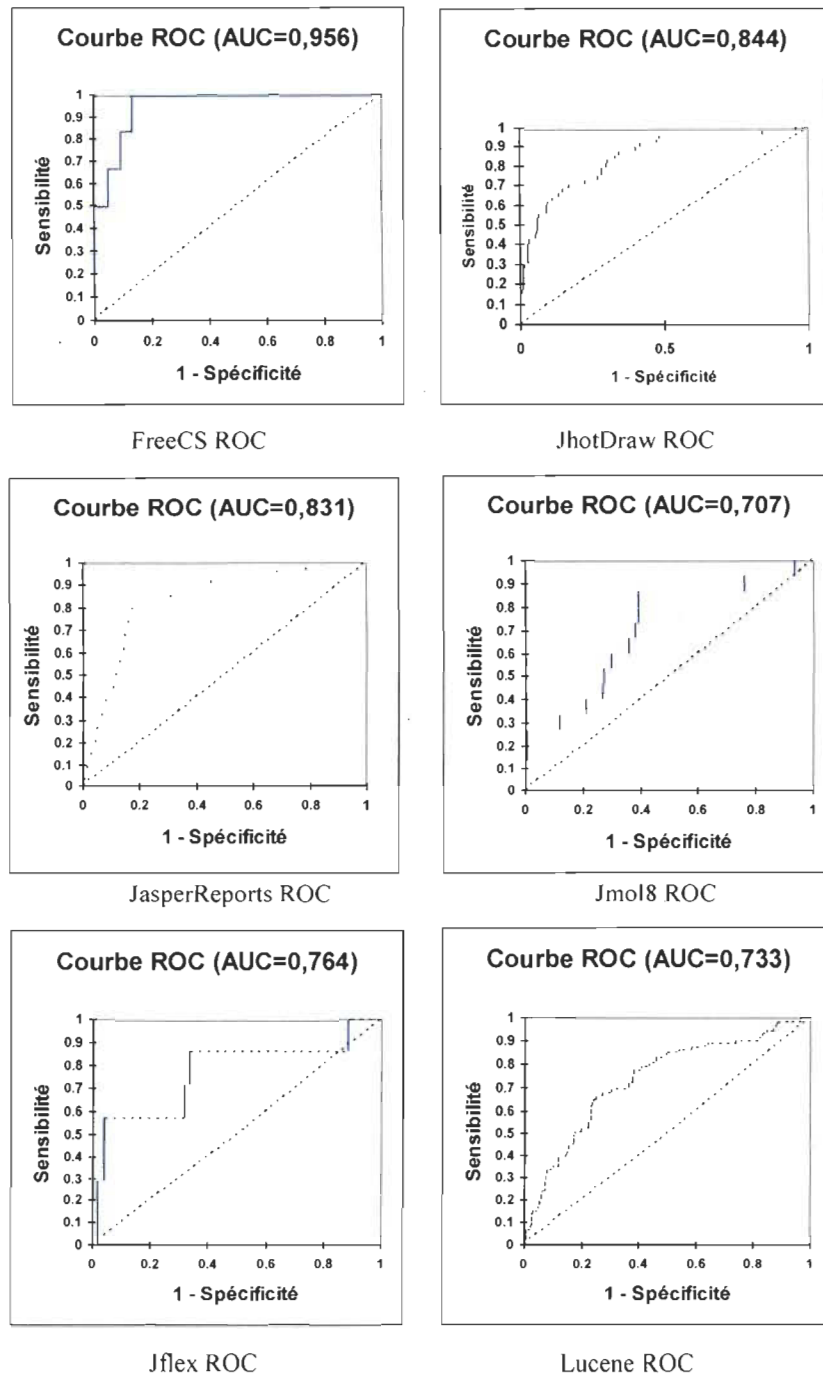 Courbe ROC (AUC=0,956)
Sensibilité
1
0.9
0.8
0.7
0.6
0.5
0.4
0.3
0.2
0.1
0
0 0.2 0.4 0.6 0.8 1
1 - Spécificité
FreeCS ROC
Courbe ROC (AUC=0,844)
Sensibilité
1
0.9
0.8
0.7
0.6
0.5
0.4
0.3
0.2
0.1
0
0 0.5 1
1 - Spécificité
JhotDraw ROC
Courbe ROC (AUC=0,831)
Sensibilité
1
0.9
0.8
0.7
0.6
0.5
0.4
0.3
0.2
0.1
0
0 0.2 0.4 0.6 0.8 1
1 - Spécificité
JasperReports ROC
Courbe ROC (AUC=0,707)
Sensibilité
1
0.9
0.8
0.7
0.6
0.5
0.4
0.3
0.2
0.1
0
0 0.2 0.4 0.6 0.8 1
1 - Spécificité
Jmol8 ROC
Courbe ROC (AUC=0,764)
Sensibilité
1
0.9
0.8
0.7
0.6
0.5
0.4
0.3
0.2
0.1
0
0 0.2 0.4 0.6 0.8 1
1 - Spécificité
Jflex ROC
Courbe ROC (AUC=0,733)
Sensibilité
1
0.9
0.8
0.7
0.6
0.5
0.4
0.3
0.2
0.1
0
0 0.2 0.4 0.6 0.8 1
1 - Spécificité
Lucene ROC